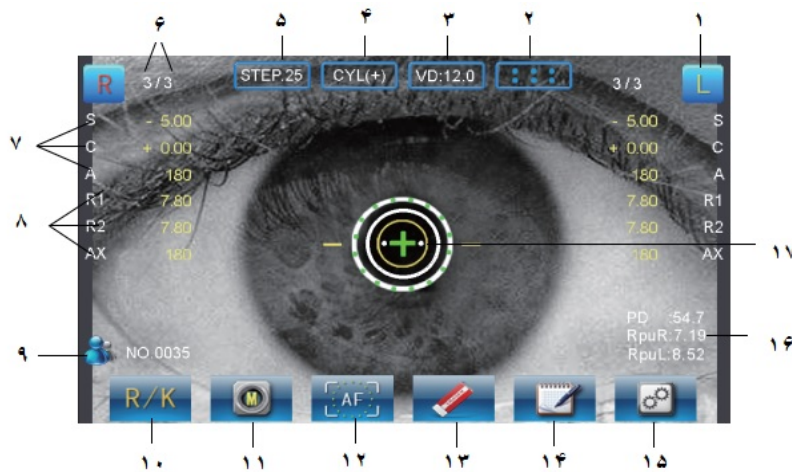 ۶ ۵ ۴ ۳ ۲ ۱
R 3/3 STEP.25 CYL(+) VD:12.0 3/3 L
S - 5.00 - 5.00 S
۷ C + 0.00 + 0.00 C
A 180 180 A
R1 7.80 7.80 R1
۸ R2 7.80 7.80 R2
AX 180 180 AX
۱۷
PD :54.7
RpuR:7.19 ۱۶
RpuL:8.52
۹ NO 0035
R/K M AF
۱۰ ۱۱ ۱۲ ۱۳ ۱۴ ۱۵